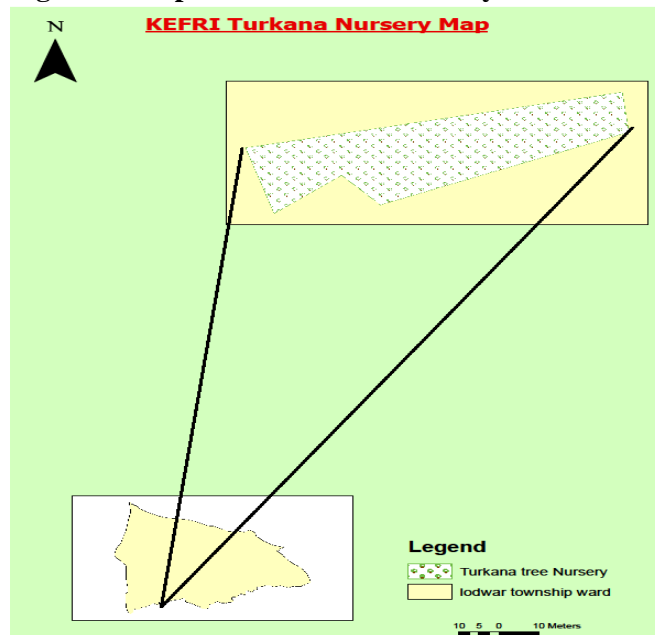 KEFRI Turkana Nursery Map
N
Legend
Turkana tree Nursery
lodwar township ward
10 5 0 10 Meters